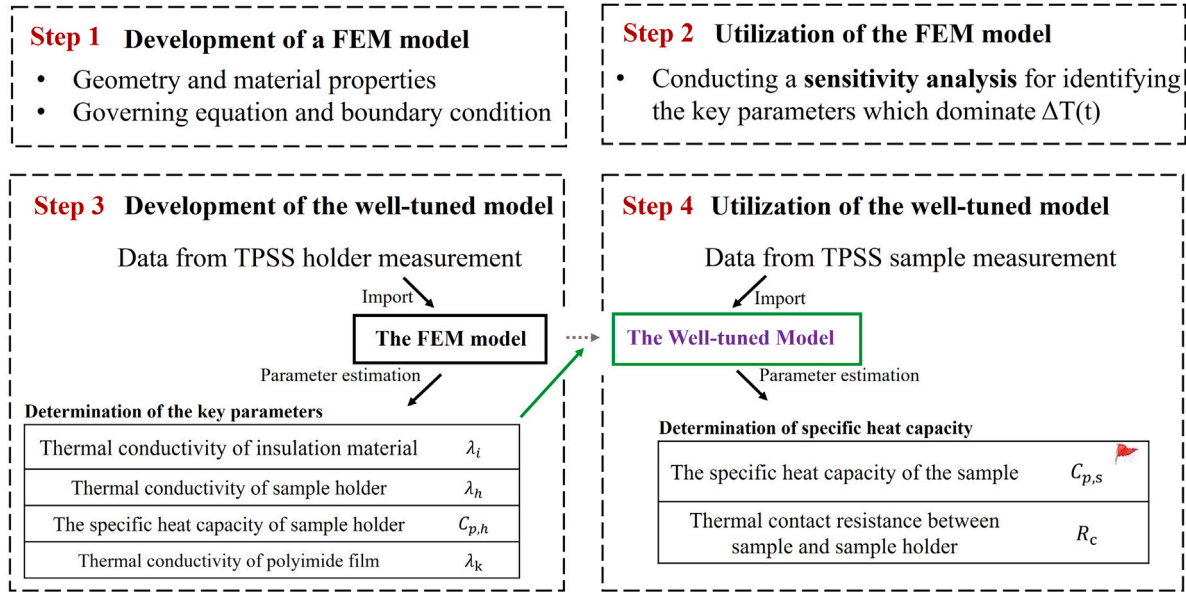 Step 1 Development of a FEM model
• Geometry and material properties
• Governing equation and boundary condition
Step 2 Utilization of the FEM model
• Conducting a sensitivity analysis for identifying
the key parameters which dominate ΔT(t)
Step 3 Development of the well-tuned model
Data from TPSS holder measurement
Import
The FEM model
Parameter estimation
Determination of the key parameters
Thermal conductivity of insulation material λi
Thermal conductivity of sample holder λh
The specific heat capacity of sample holder Cp,h
Thermal conductivity of polyimide film λk
Step 4 Utilization of the well-tuned model
Data from TPSS sample measurement
Import
The Well-tuned Model
Parameter estimation
Determination of specific heat capacity
The specific heat capacity of the sample Cp,s
Thermal contact resistance between
sample and sample holder Rc